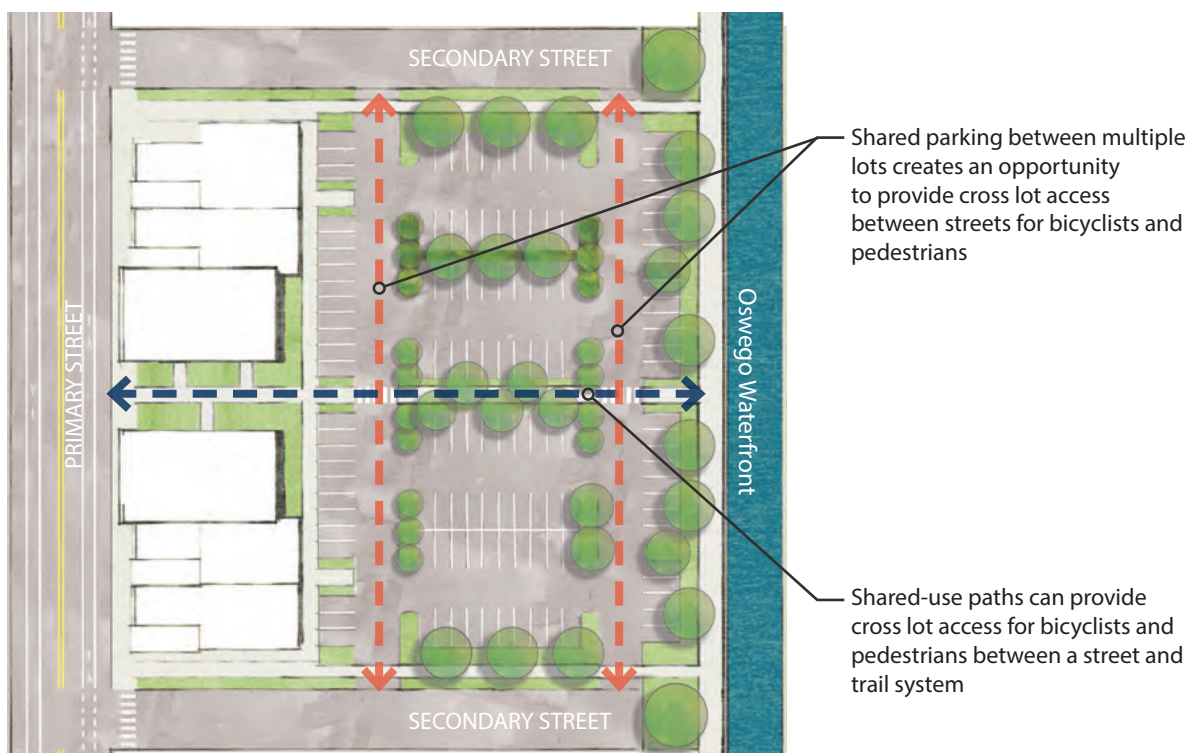 SECONDARY STREET
Shared parking between multiple
lots creates an opportunity
to provide cross lot access
between streets for bicyclists and
pedestrians
PRIMARY STREET
Oswego Waterfront
Shared-use paths can provide
cross lot access for bicyclists and
pedestrians between a street and
trail system
SECONDARY STREET